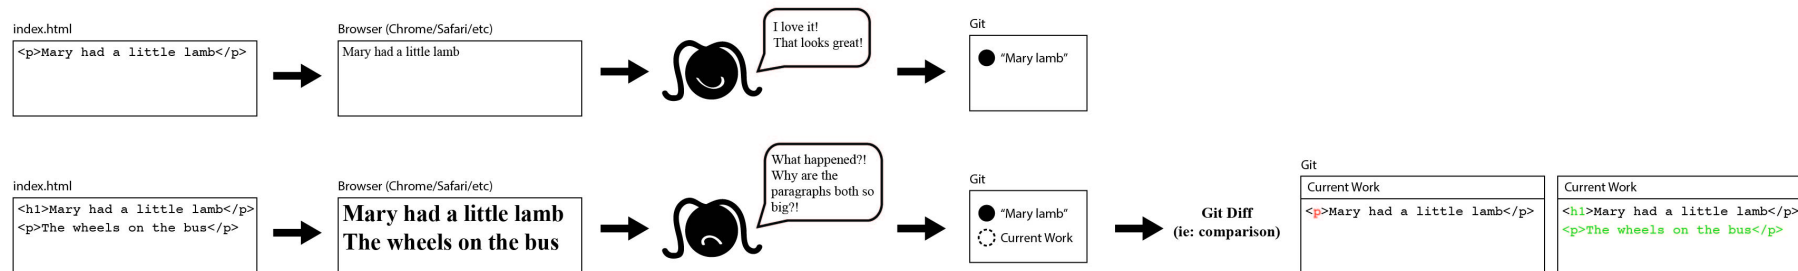 index.html
<p>Mary had a little lamb</p>
Browser (Chrome/Safari/etc)
Mary had a little lamb
I love it!
That looks great!
Git
“Mary lamb”
index.html
<h1>Mary had a little lamb</p>
<p>The wheels on the bus</p>
Browser (Chrome/Safari/etc)
Mary had a little lamb
The wheels on the bus
What happened?!
Why are the
paragraphs both so
big?!
Git
“Mary lamb”
Current Work
Git Diff
(ie: comparison)
Git
Current Work
<p>Mary had a little lamb</p>
Current Work
<h1>Mary had a little lamb</p>
<p>The wheels on the bus</p>